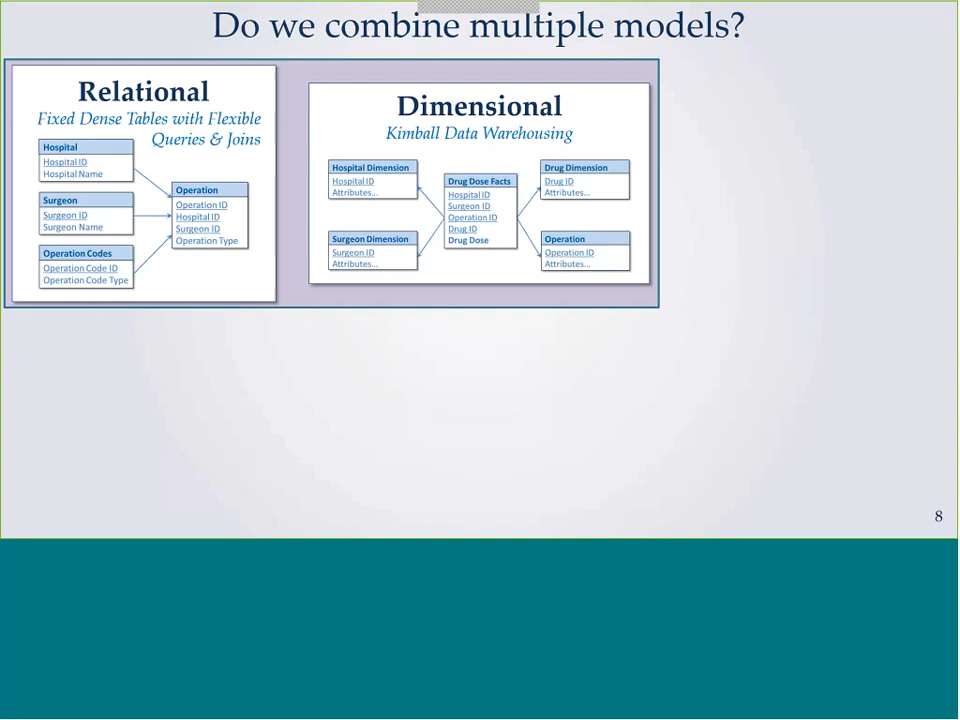 Do we combine multiple models?
Relational
Fixed Dense Tables with Flexible
Queries & Joins
Hospital
Hospital ID
Hospital Name
Surgeon
Surgeon ID
Surgeon Name
Operation Codes
Operation Code ID
Operation Code Type
Operation
Operation ID
Hospital ID
Surgeon ID
Operation Type
Dimensional
Kimball Data Warehousing
Hospital Dimension
Hospital ID
Attributes...
Surgeon Dimension
Surgeon ID
Attributes...
Drug Dose Facts
Hospital ID
Surgeon ID
Operation ID
Drug ID
Drug Dose
Drug Dimension
Drug ID
Attributes...
Operation
Operation ID
Attributes...
8